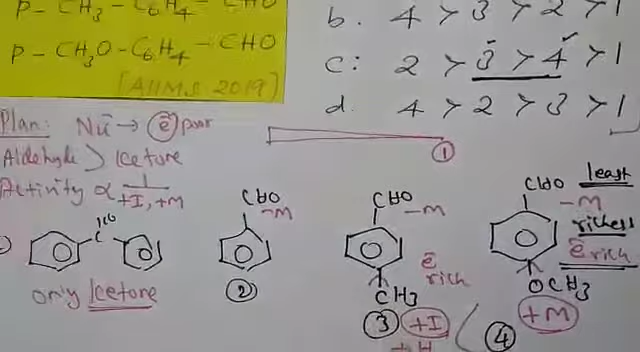 p - CH3 - C6H4 - CHO
p - CH3O - C6H4 - CHO
[AIIMS 2019]
b. 4 > 3 > 2 > 1
c: 2 > 3 > 4 > 1
d. 4 > 2 > 3 > 1
Plan: Nu → ē poor
Aldehyde > Ketone
Activity ∝ 1/+I, +M
①
CHO
-M
②
CHO
-M
ē rich
CH3
③ +I
+H
<
CHO least
-M
richest
ē rich
OCH3
+M
④
only Ketone